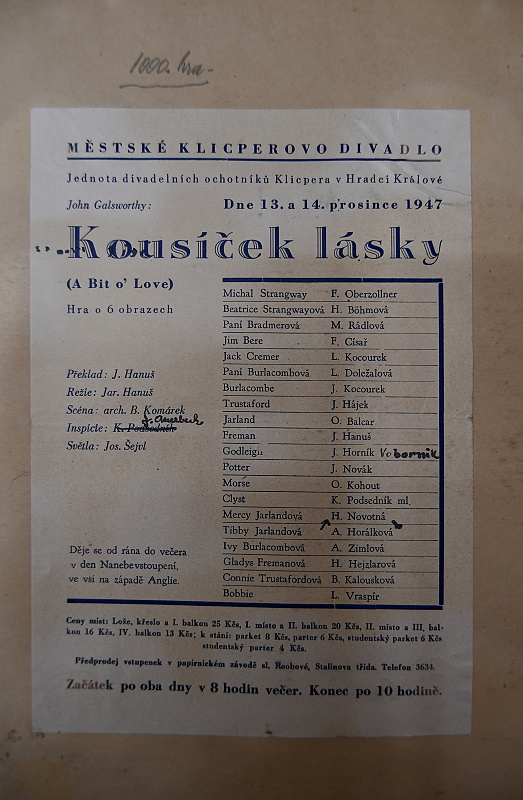 1000. hra -
MĚSTSKÉ KLICPEROVO DIVADLO
Jednota divadelních ochotníků Klicpera v Hradci Králové
John Galsworthy: Dne 13. a 14. prosince 1947
Kousíček lásky
(A Bit o' Love)
Hra o 6 obrazech
Překlad: J. Hanuš
Režie: Jar. Hanuš
Scéna: arch. B. Komárek
Inspicie: K. Podsedník
Světla: Jos. Šejvl
Děje se od rána do večera
v den Nanebevstoupení,
ve vsi na západě Anglie.
Michal Strangway F. Oberzollner
Beatrice Strangwayová H. Böhmová
Paní Bradmerová M. Rádlová
Jim Bere F. Císař
Jack Cremer L. Kocourek
Paní Burlacombová L. Doležalová
Burlacombe J. Kocourek
Trustaford J. Hájek
Jarland O. Balcar
Freman J. Hanuš
Godleigh J. Horník Voborník
Potter J. Novák
Morse O. Kohout
Clyst K. Podsedník ml.
Mercy Jarlandová H. Novotná
Tibby Jarlandová A. Horálková
Ivy Burlacombová A. Zimlová
Gladys Fremanová H. Hejzlarová
Connie Trustafordová B. Kalousková
Bobbie L. Vraspír
Ceny míst: Lože, křeslo a I. balkon 25 Kčs, I. místo a II. balkon 20 Kčs, II. místo a III. bal-
kon 16 Kčs, IV. balkon 13 Kčs; k stání: parket 8 Kčs, parter 6 Kčs, studentský parket 6 Kčs
studentský parter 4 Kčs.
Předprodej vstupenek v papírnickém závodě sl. Roobové, Stalinova třída. Telefon 3634.
Začátek po oba dny v 8 hodin večer. Konec po 10 hodině.